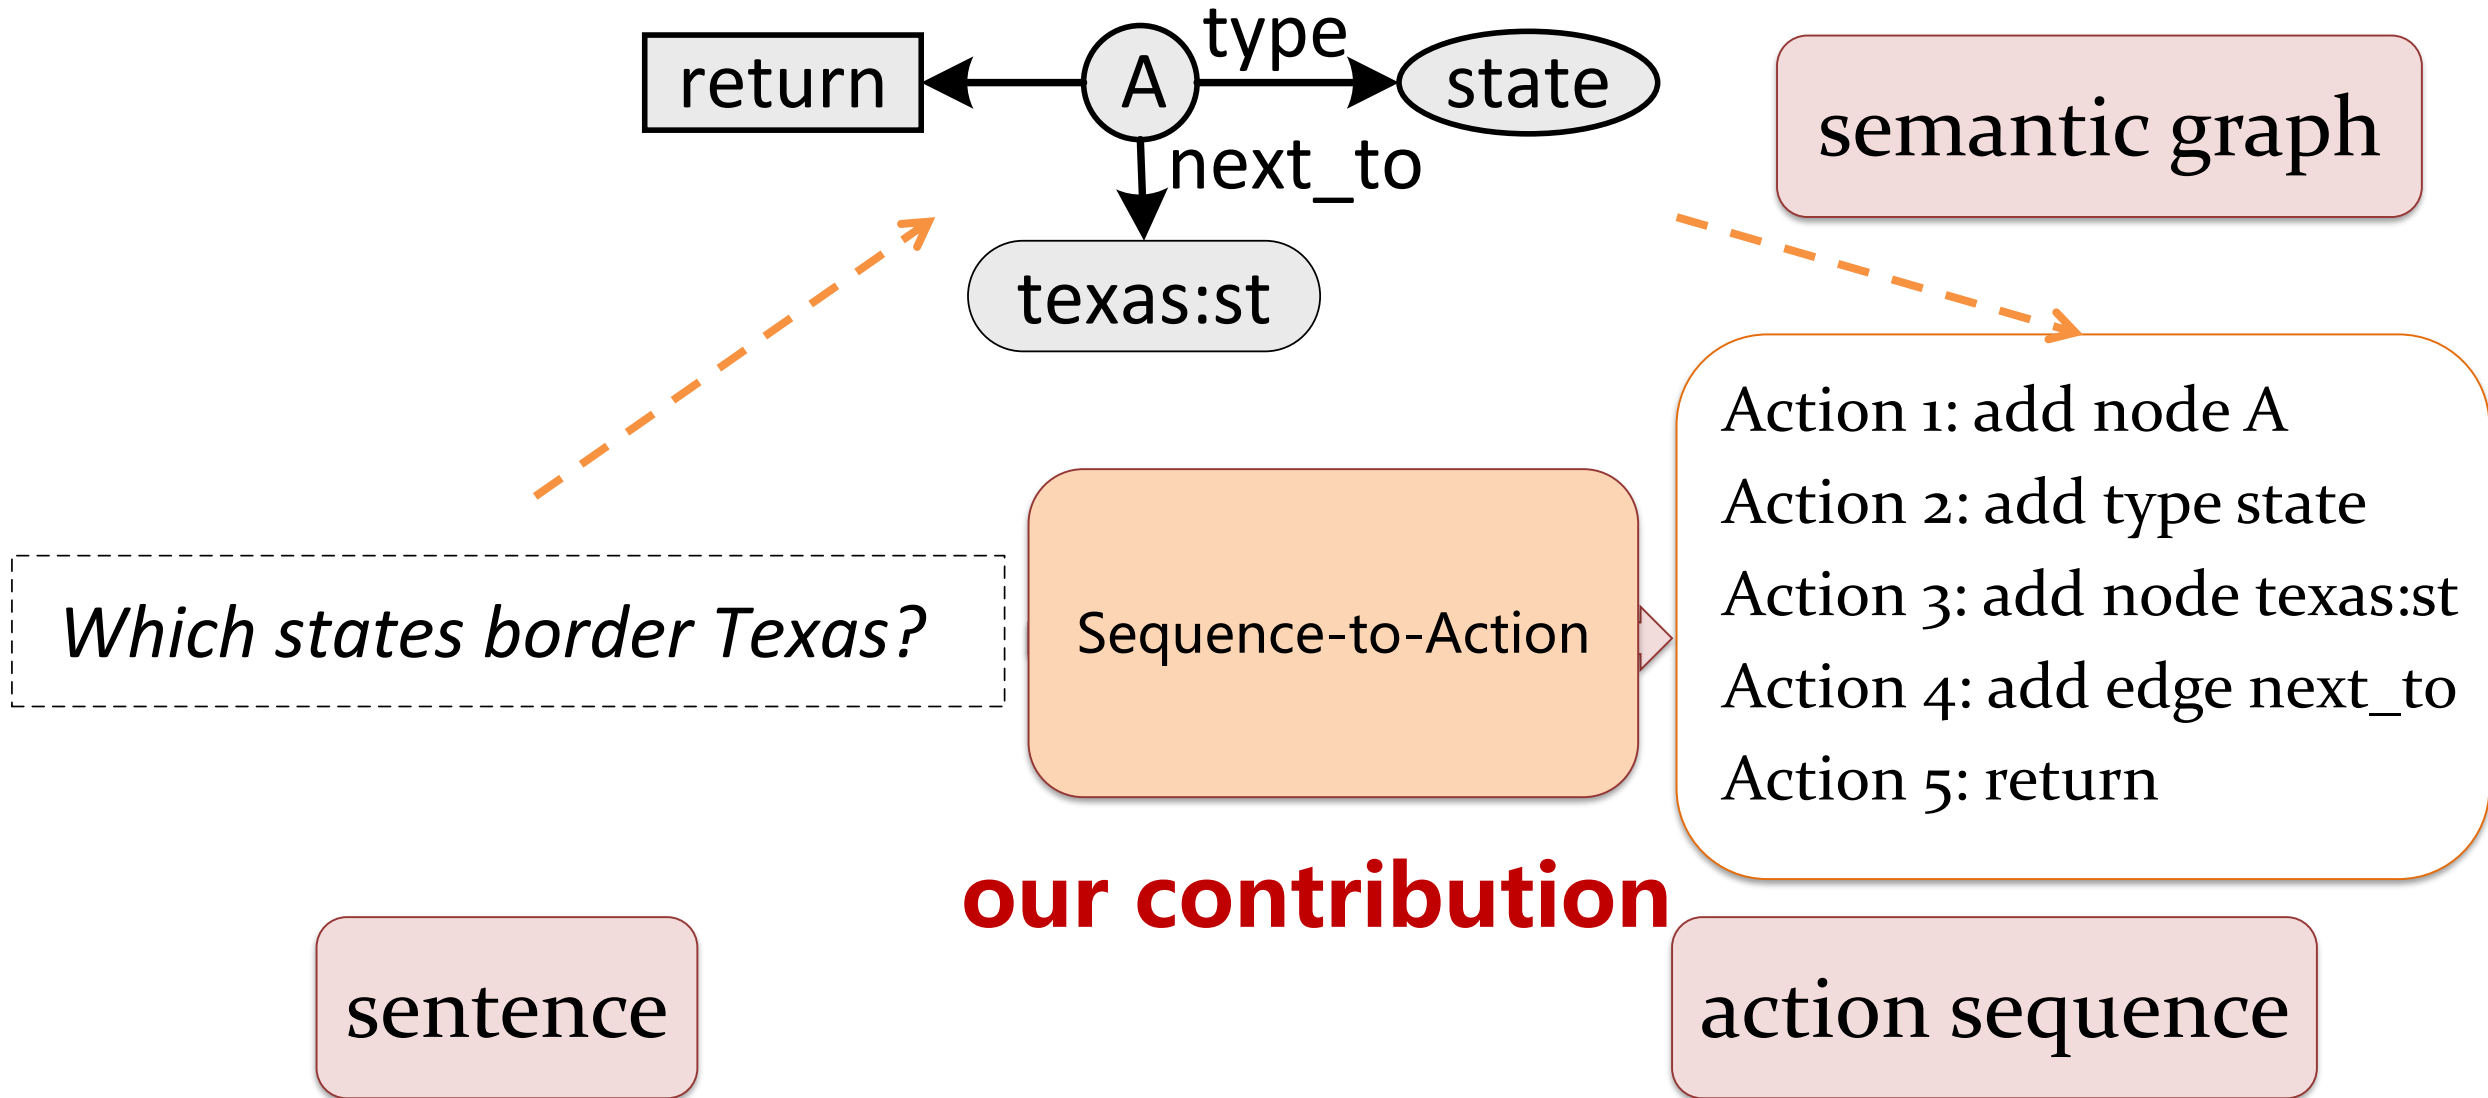 return
A
type
state
next_to
texas:st
semantic graph
Which states border Texas?
Sequence-to-Action
Action 1: add node A
Action 2: add type state
Action 3: add node texas:st
Action 4: add edge next_to
Action 5: return
our contribution
sentence
action sequence